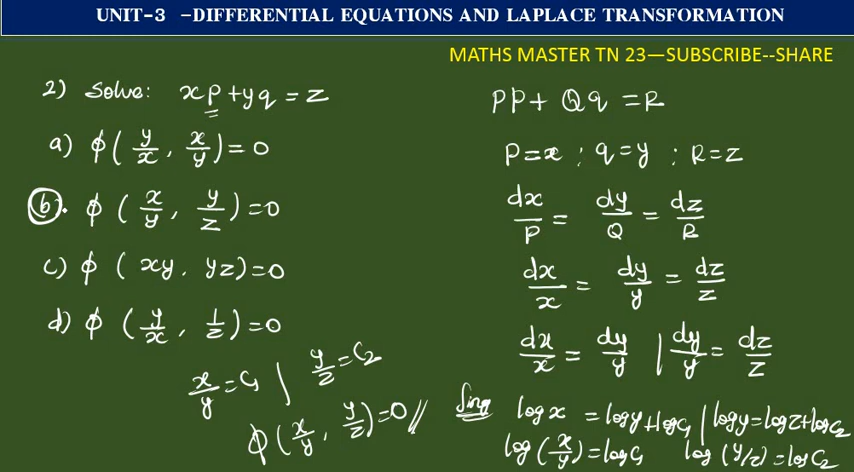 UNIT-3 –DIFFERENTIAL EQUATIONS AND LAPLACE TRANSFORMATION
MATHS MASTER TN 23—SUBSCRIBE--SHARE
2) Solve: xp+yq = z
a) ϕ( y/x , x/y ) = 0
(b). ϕ ( x/y , y/z ) = 0
c) ϕ ( xy, yz) = 0
d) ϕ ( y/x , 1/z ) = 0
x/y = C1 | y/z = C2
ϕ( x/y , y/z ) = 0 //
Pp + Qq = R
P = x ; q = y ; R = z
dx/P = dy/Q = dz/R
dx/x = dy/y = dz/z
dx/x = dy/y | dy/y = dz/z
∫ing log x = log y + log C1 | log y = log z + log C2
log (x/y) = log C1 log (y/z) = log C2